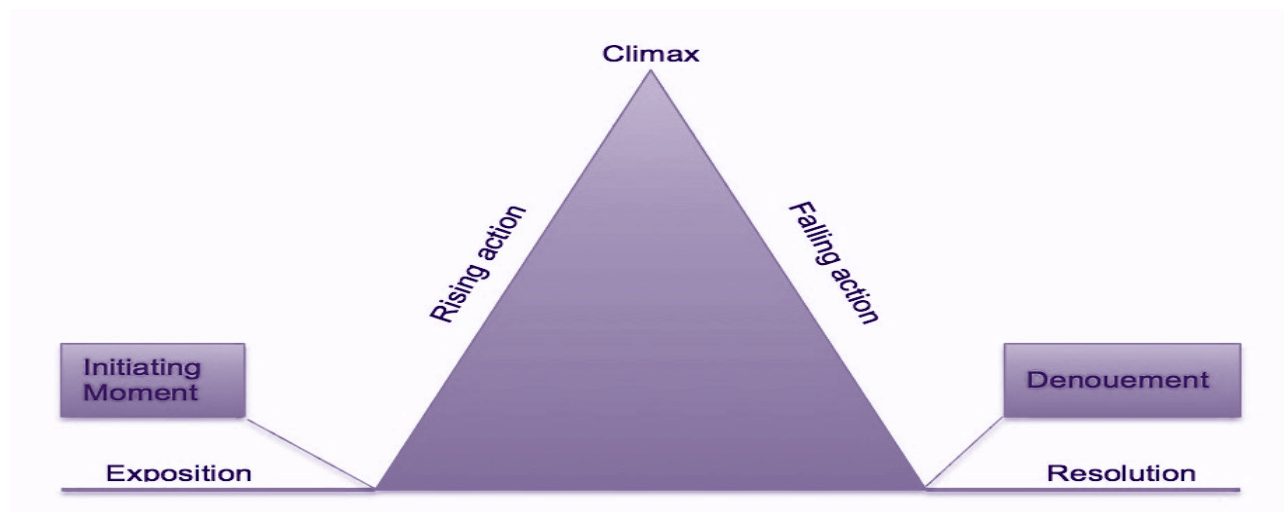 Climax
Rising action
Falling action
Initiating
Moment
Denouement
Exposition
Resolution